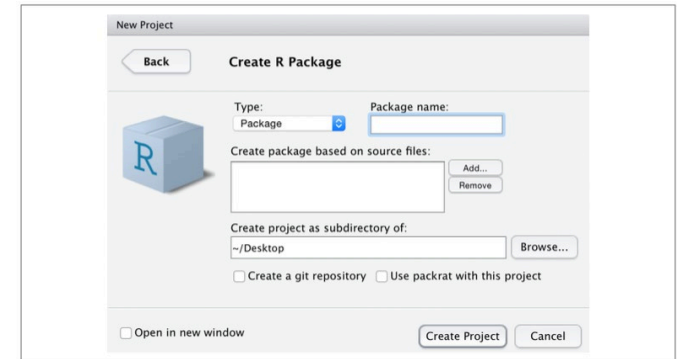 New Project
Back
Create R Package
R
Type:
Package name:
Package
Create package based on source files:
Add...
Remove
Create project as subdirectory of:
~/Desktop
Browse...
Create a git repository
Use packrat with this project
Open in new window
Create Project
Cancel